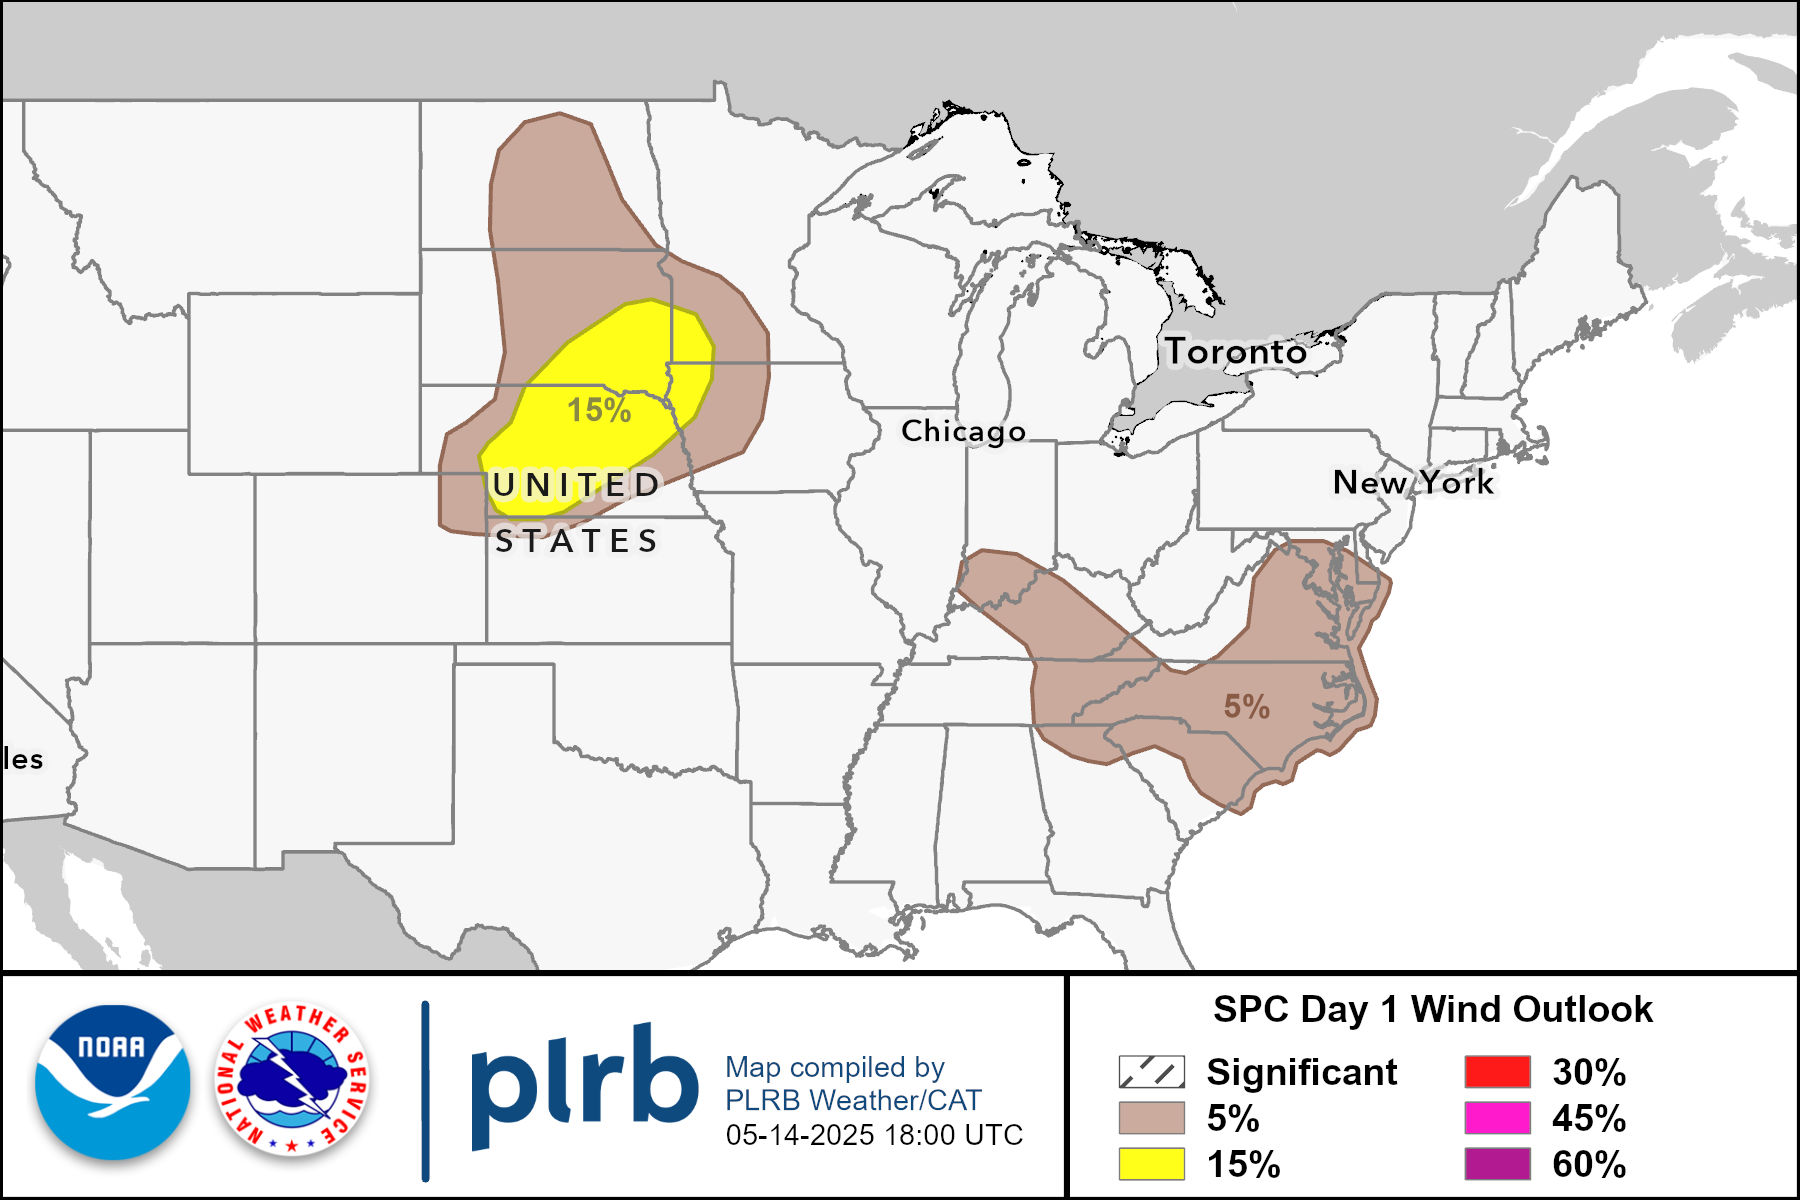 15%
Toronto
Chicago
New York
UNITED
STATES
5%
les
NOAA
NATIONAL WEATHER SERVICE
plrb
Map compiled by
PLRB Weather/CAT
05-14-2025 18:00 UTC
SPC Day 1 Wind Outlook
Significant
5%
15%
30%
45%
60%